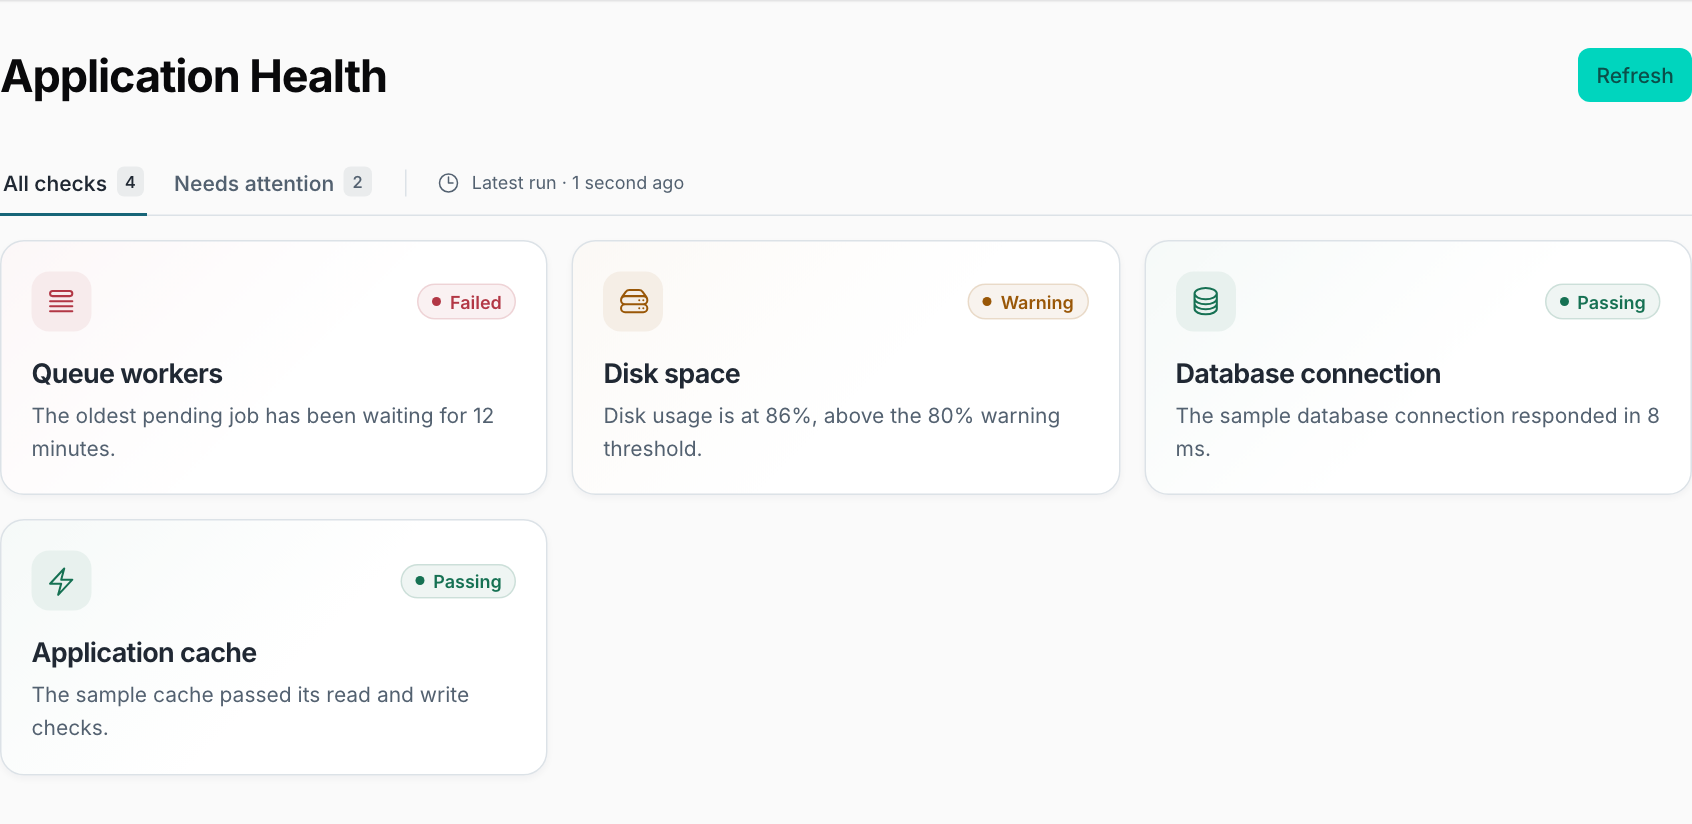 Application Health
Refresh
All checks 4
Needs attention 2
Latest run · 1 second ago
Failed
Queue workers
The oldest pending job has been waiting for 12
minutes.
Warning
Disk space
Disk usage is at 86%, above the 80% warning
threshold.
Passing
Database connection
The sample database connection responded in 8
ms.
Passing
Application cache
The sample cache passed its read and write
checks.